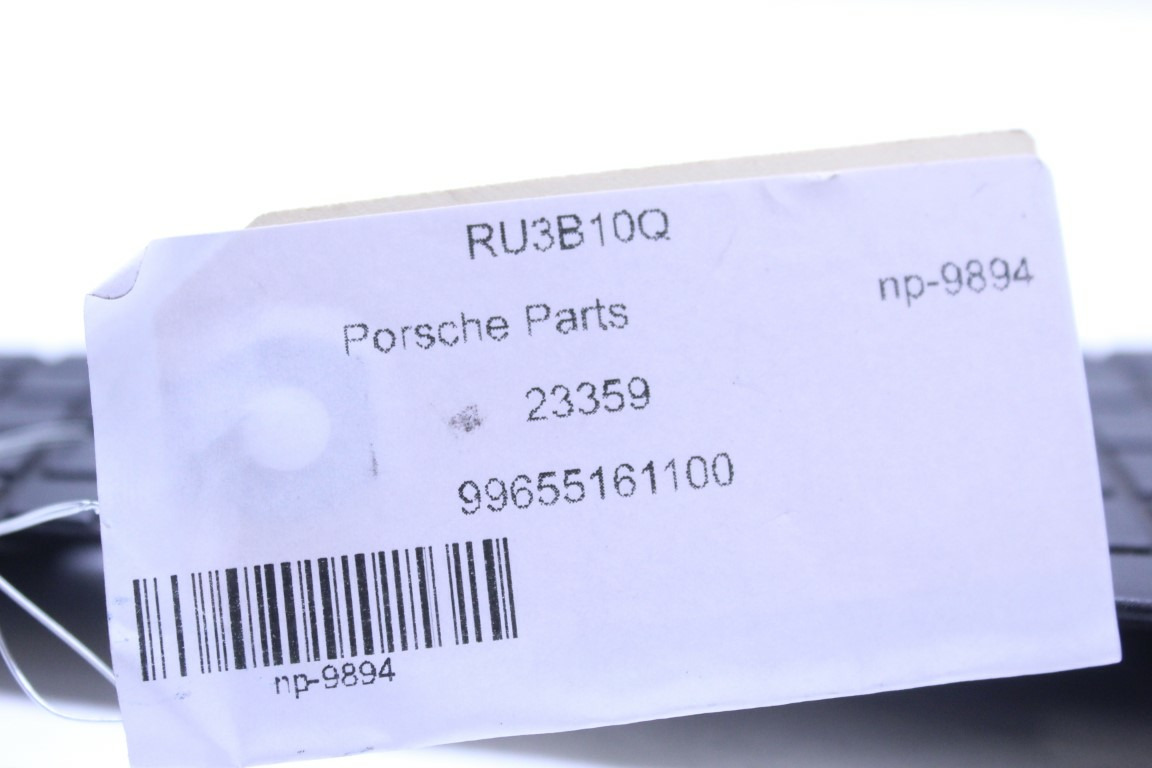 RU3B10Q
np-9894
Porsche Parts
23359
99655161100
np-9894